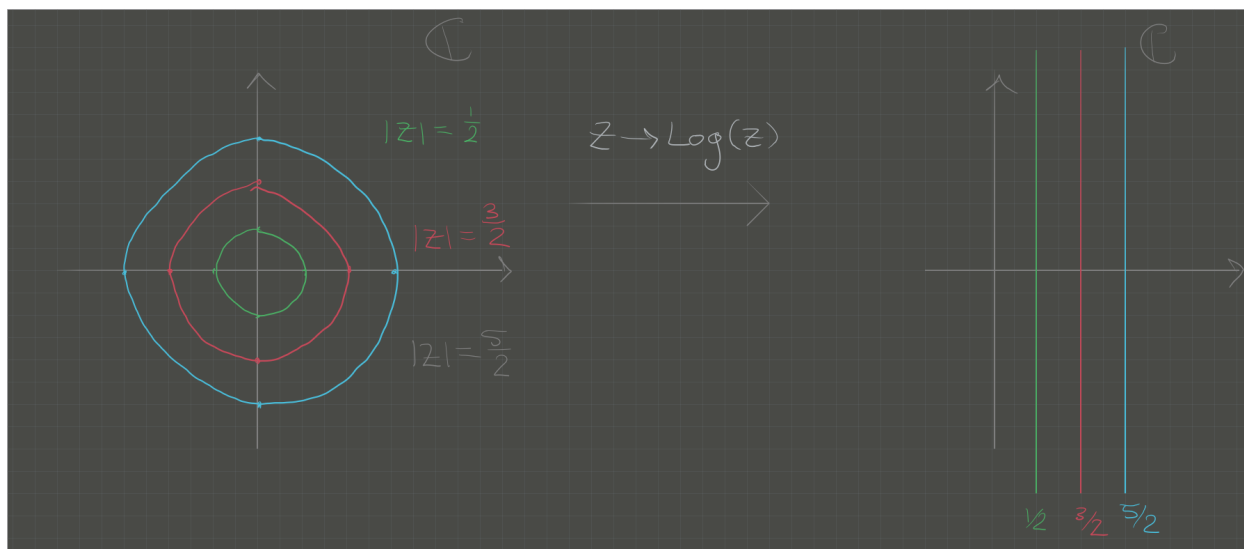 ℂ
|z| = 1/2
z → Log(z)
|z| = 3/2
|z| = 5/2
ℂ
1/2 3/2 5/2